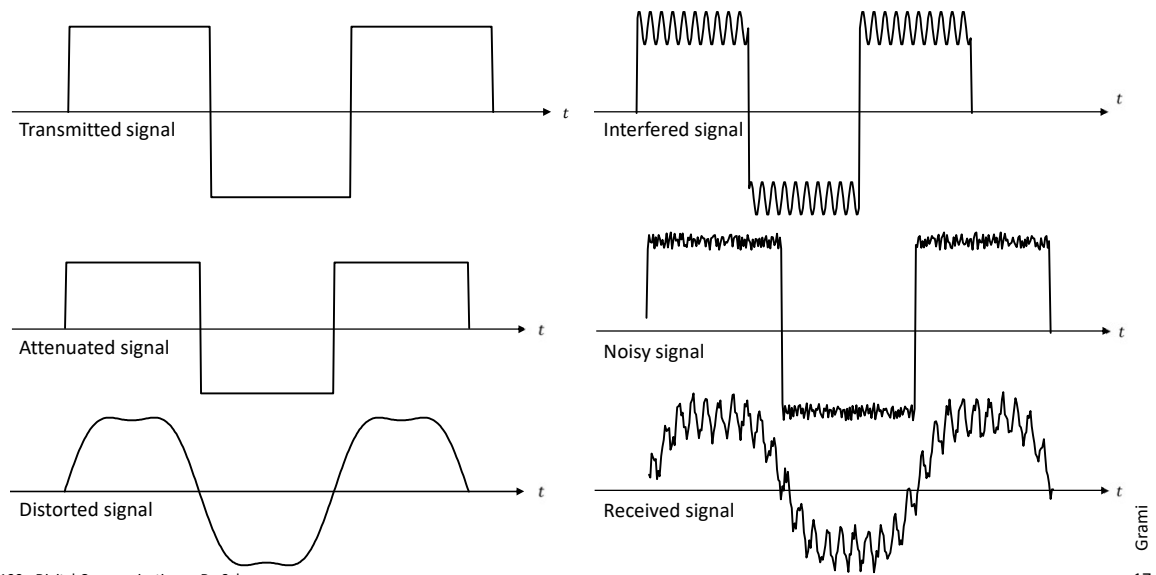 t
Transmitted signal
t
Interfered signal
t
Attenuated signal
t
Noisy signal
t
Distorted signal
t
Received signal
Grami